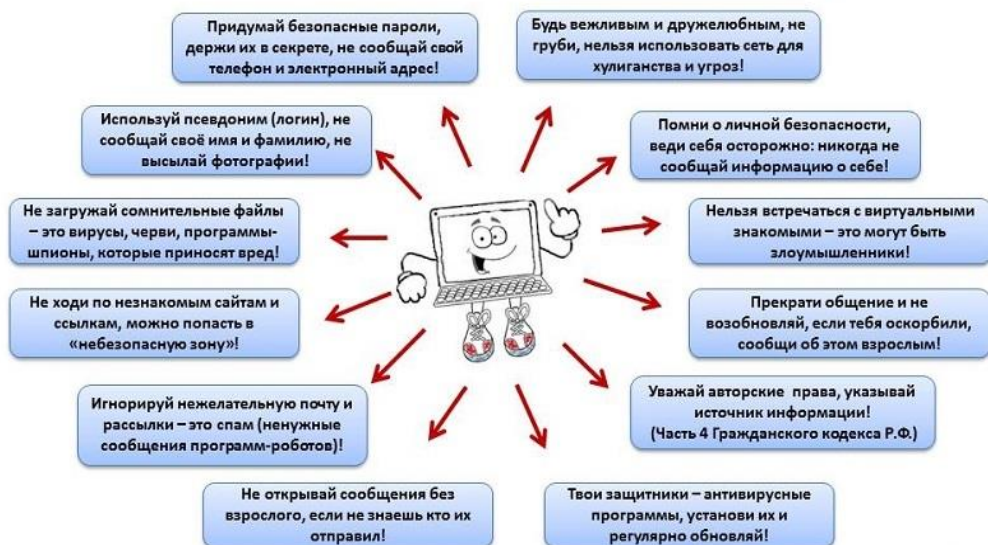 Придумай безопасные пароли,
держи их в секрете, не сообщай свой
телефон и электронный адрес!
Будь вежливым и дружелюбным, не
груби, нельзя использовать сеть для
хулиганства и угроз!
Используй псевдоним (логин), не
сообщай своё имя и фамилию, не
высылай фотографии!
Помни о личной безопасности,
веди себя осторожно: никогда не
сообщай информацию о себе!
Не загружай сомнительные файлы
– это вирусы, черви, программы-
шпионы, которые приносят вред!
Нельзя встречаться с виртуальными
знакомыми – это могут быть
злоумышленники!
Не ходи по незнакомым сайтам и
ссылкам, можно попасть в
«небезопасную зону»!
Прекрати общение и не
возобновляй, если тебя оскорбили,
сообщи об этом взрослым!
Игнорируй нежелательную почту и
рассылки – это спам (ненужные
сообщения программ-роботов)!
Уважай авторские права, указывай
источник информации!
(Часть 4 Гражданского кодекса Р.Ф.)
Не открывай сообщения без
взрослого, если не знаешь кто их
отправил!
Твои защитники – антивирусные
программы, установи их и
регулярно обновляй!